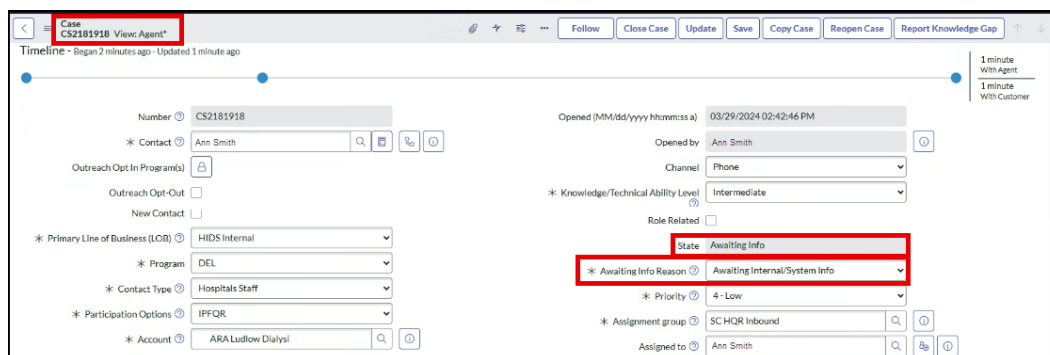 Case
CS2181918 View: Agent*
Follow
Close Case
Update
Save
Copy Case
Reopen Case
Report Knowledge Gap
Timeline - Began 2 minutes ago - Updated 1 minute ago
1 minute
With Agent
1 minute
With Customer
Number CS2181918
* Contact Ann Smith
Outreach Opt In Program(s)
Outreach Opt-Out
New Contact
* Primary Line of Business (LOB) HIDS Internal
* Program DEL
* Contact Type Hospitals Staff
* Participation Options IPFQR
* Account ARA Ludlow Dialysi
Opened (MM/dd/yyyy hh:mm:ss a) 03/29/2024 02:42:46 PM
Opened by Ann Smith
Channel Phone
* Knowledge/Technical Ability Level Intermediate
Role Related
State Awaiting Info
* Awaiting Info Reason Awaiting Internal/System Info
* Priority 4 - Low
* Assignment group SC HQR Inbound
Assigned to Ann Smith